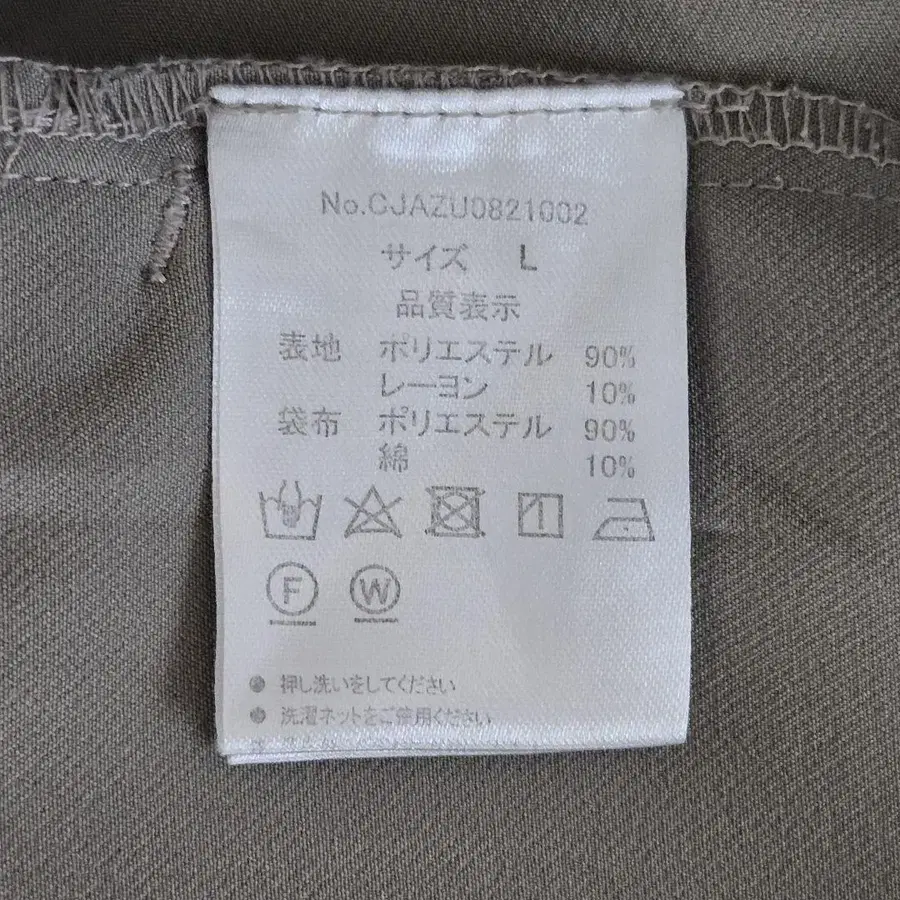 No.CJAZU0821002
サイズ L
品質表示
表地 ポリエステル 90%
レーヨン 10%
袋布 ポリエステル 90%
綿 10%
F W
● 押し洗いをしてください
● 洗濯ネットをご使用ください